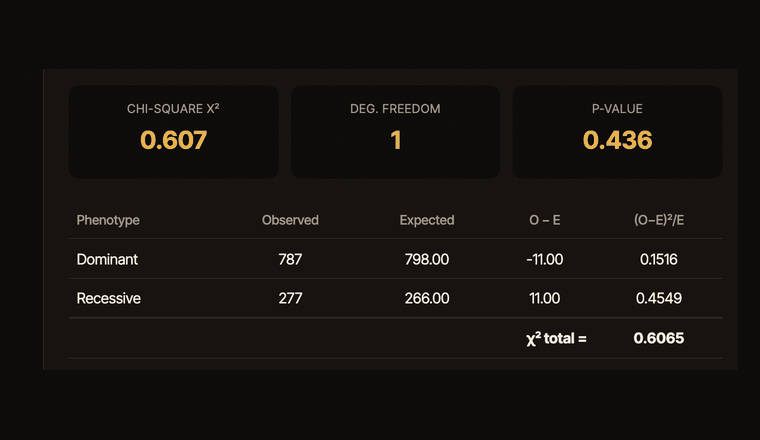 CHI-SQUARE X² DEG. FREEDOM P-VALUE
0.607 1 0.436
Phenotype Observed Expected O − E (O−E)²/E
Dominant 787 798.00 -11.00 0.1516
Recessive 277 266.00 11.00 0.4549
χ² total = 0.6065